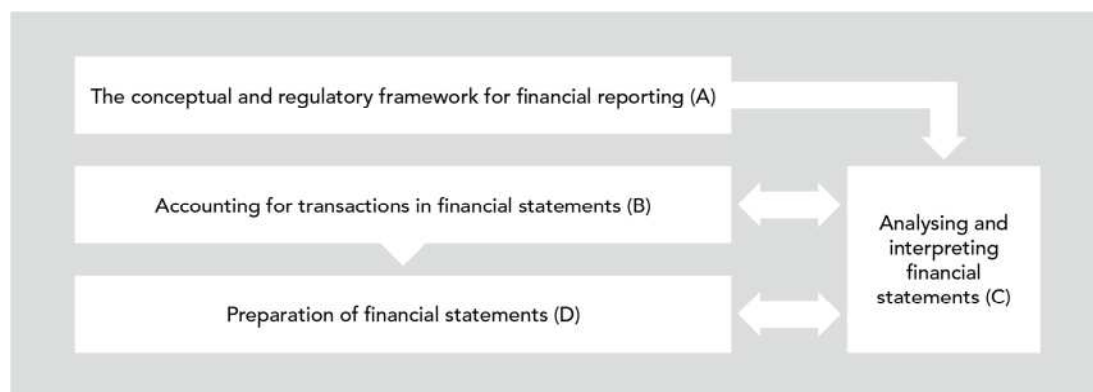 The conceptual and regulatory framework for financial reporting (A)
Accounting for transactions in financial statements (B)
Preparation of financial statements (D)
Analysing and
interpreting
financial
statements (C)